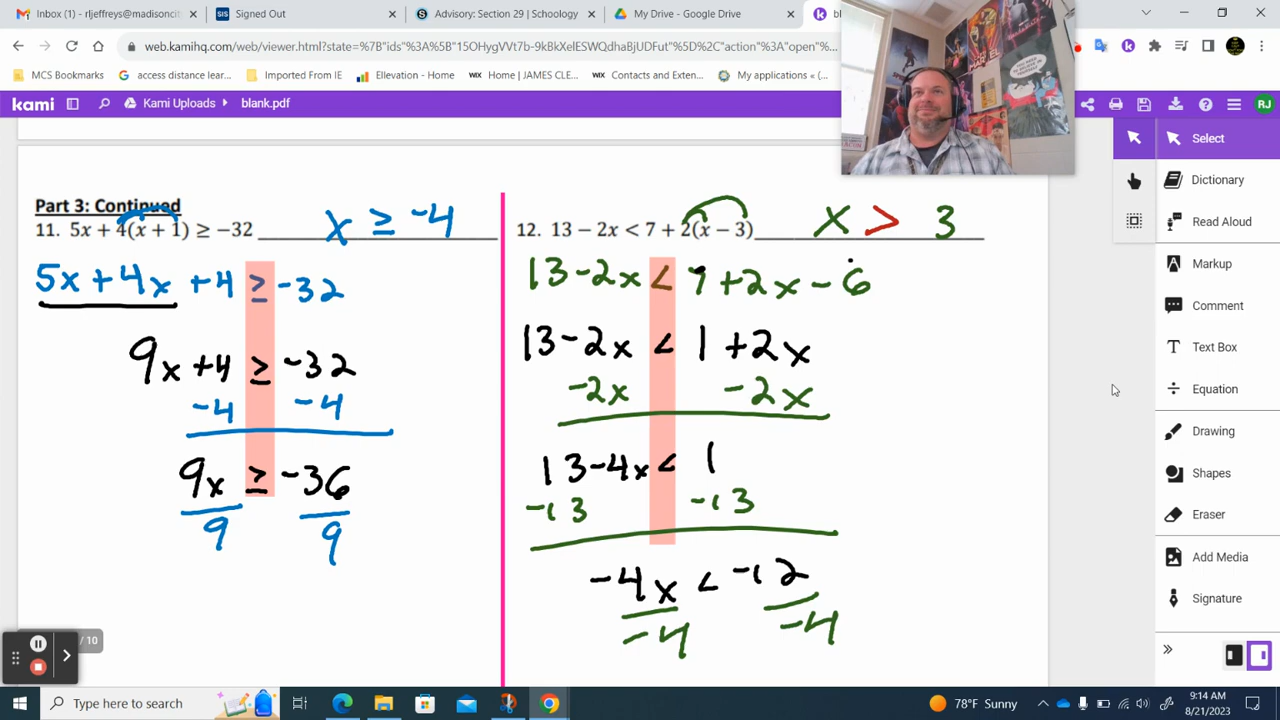 Inbox (1) - rljeffreys@madisoncit
SIS Signed Out
Advisory: Section 29 | Schoology
My Drive - Google Drive
bl
web.kamihq.com/web/viewer.html?state=%7B"ids"%3A%5B"15OFjygVVt7b-9kBkXelESWQdhaBjUDFut"%5D%2C"action"%3A"open"
MCS Bookmarks
access distance lear...
Imported From IE
Elevation - Home
WIX Home | JAMES CLE...
WIX Contacts and Exten...
My applications «
kami
Kami Uploads
blank.pdf
RJ
Select
Dictionary
Read Aloud
Markup
Comment
Text Box
Equation
Drawing
Shapes
Eraser
Add Media
Signature
Part 3: Continued
11. 5x + 4(x + 1) ≥ -32 x ≥ -4
5x + 4x + 4 ≥ -32
9x + 4 ≥ -32
-4 -4
9x ≥ -36
9 9
12. 13 − 2x < 7 + 2(x − 3) x > 3
13 - 2x < 7 + 2x - 6
13 - 2x < 1 + 2x
-2x -2x
13 - 4x < 1
-13 -13
-4x < -12
-4 -4
/ 10
Type here to search
78°F Sunny
9:14 AM
8/21/2023